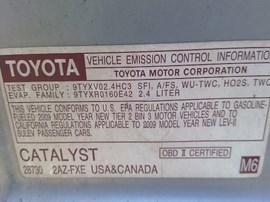 TOYOTA
VEHICLE EMISSION CONTROL INFORMATION
TOYOTA MOTOR CORPORATION
TEST GROUP : 9TYXV02.4HC3 SFI, A/FS, WU-TWC, HO2S, TWC
EVAP. FAMILY : 9TYXR0160E42 2.4 LITER
THIS VEHICLE CONFORMS TO U.S. EPA REGULATIONS APPLICABLE TO GASOLINE-
FUELED 2009 MODEL YEAR NEW TIER 2 BIN 3 MOTOR VEHICLES AND TO
CALIFORNIA REGULATIONS APPLICABLE TO 2009 MODEL YEAR NEW LEV-II
SULEV PASSENGER CARS.
CATALYST
OBD II CERTIFIED
28730 2AZ-FXE USA&CANADA
M6